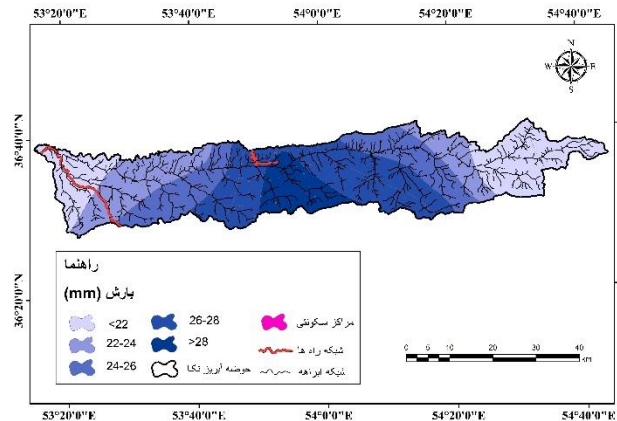 53°20'0"E 53°40'0"E 54°0'0"E 54°20'0"E 54°40'0"E
N
W E
S
36°40'0"N
36°20'0"N
راهنما
بارش (mm)
<22
22-24
24-26
26-28
>28
حوضه آبریز نکا
مراکز سکونتی
شبکه راه ها
شبکه ابراهه
0 5 10 20 30 40
KM
53°20'0"E 53°40'0"E 54°0'0"E 54°20'0"E 54°40'0"E